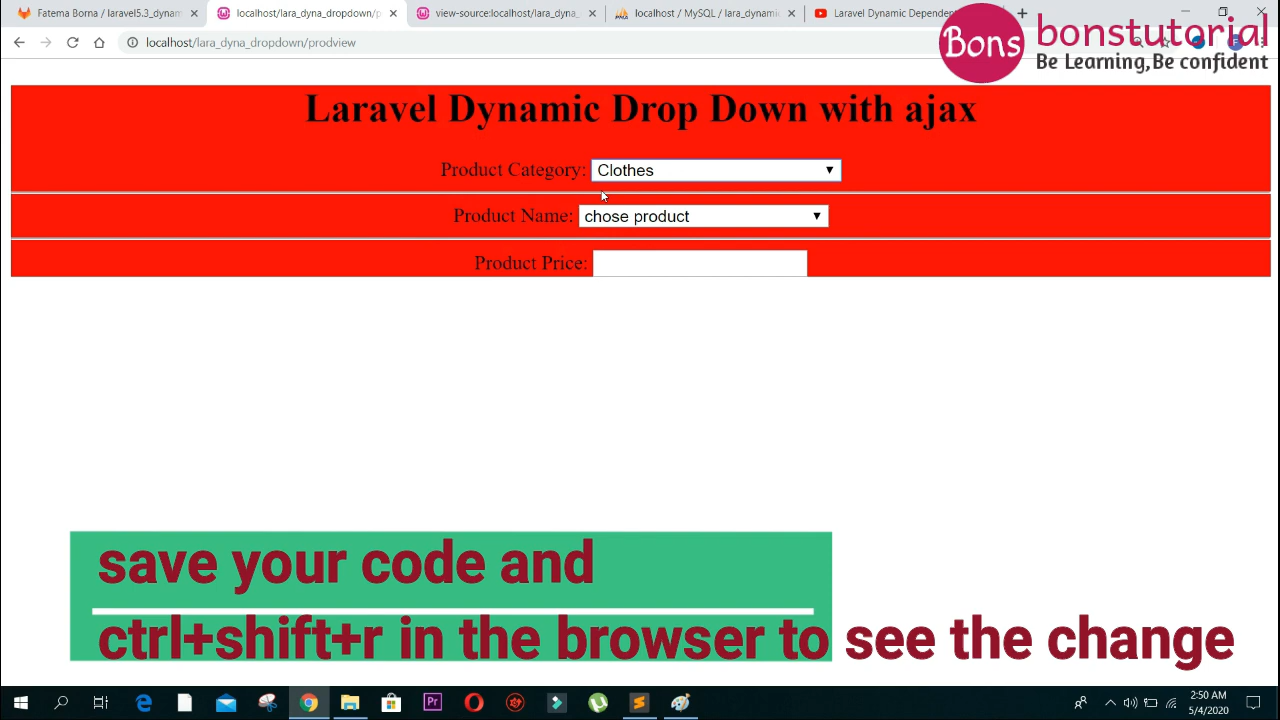 Fatema Borna / laravel5.3_dynam
localhost/lara_dyna_dropdown/p
view-source:localhost/lara_dyna_
localhost / MySQL / lara_dynamic
Laravel Dynamic Dependen
localhost/lara_dyna_dropdown/prodview
Bons
bonstutorial
Be Learning,Be confident
Laravel Dynamic Drop Down with ajax
Product Category: Clothes
Product Name: chose product
Product Price:
save your code and
ctrl+shift+r in the browser to see the change
Pr
2:50 AM
5/4/2020